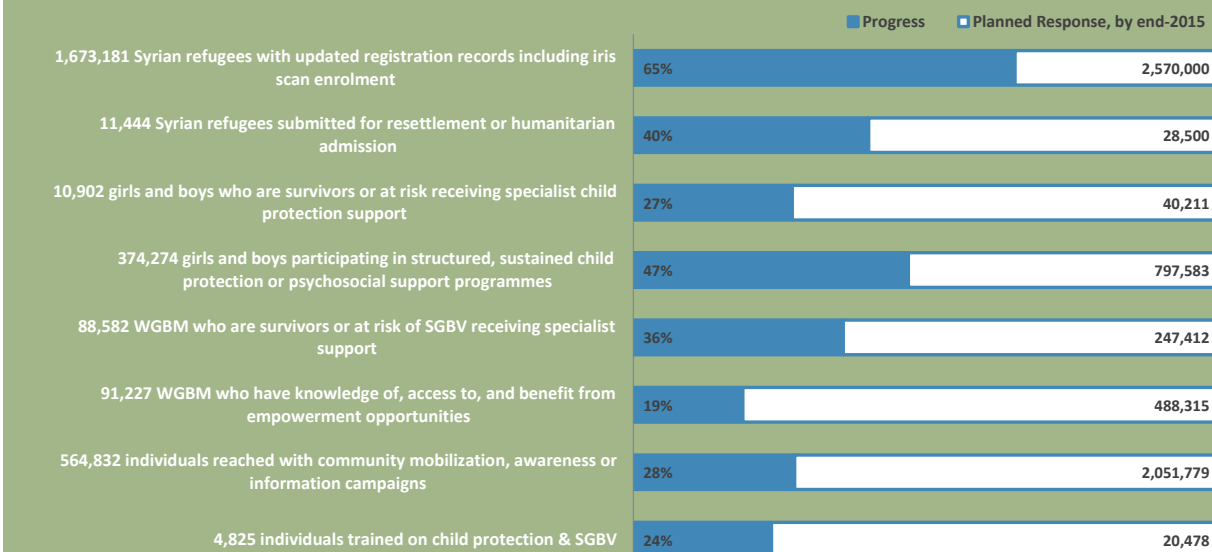 Progress Planned Response, by end-2015
1,673,181 Syrian refugees with updated registration records including iris
scan enrolment
65% 2,570,000
11,444 Syrian refugees submitted for resettlement or humanitarian
admission
40% 28,500
10,902 girls and boys who are survivors or at risk receiving specialist child
protection support
27% 40,211
374,274 girls and boys participating in structured, sustained child
protection or psychosocial support programmes
47% 797,583
88,582 WGBM who are survivors or at risk of SGBV receiving specialist
support
36% 247,412
91,227 WGBM who have knowledge of, access to, and benefit from
empowerment opportunities
19% 488,315
564,832 individuals reached with community mobilization, awareness or
information campaigns
28% 2,051,779
4,825 individuals trained on child protection & SGBV
24% 20,478